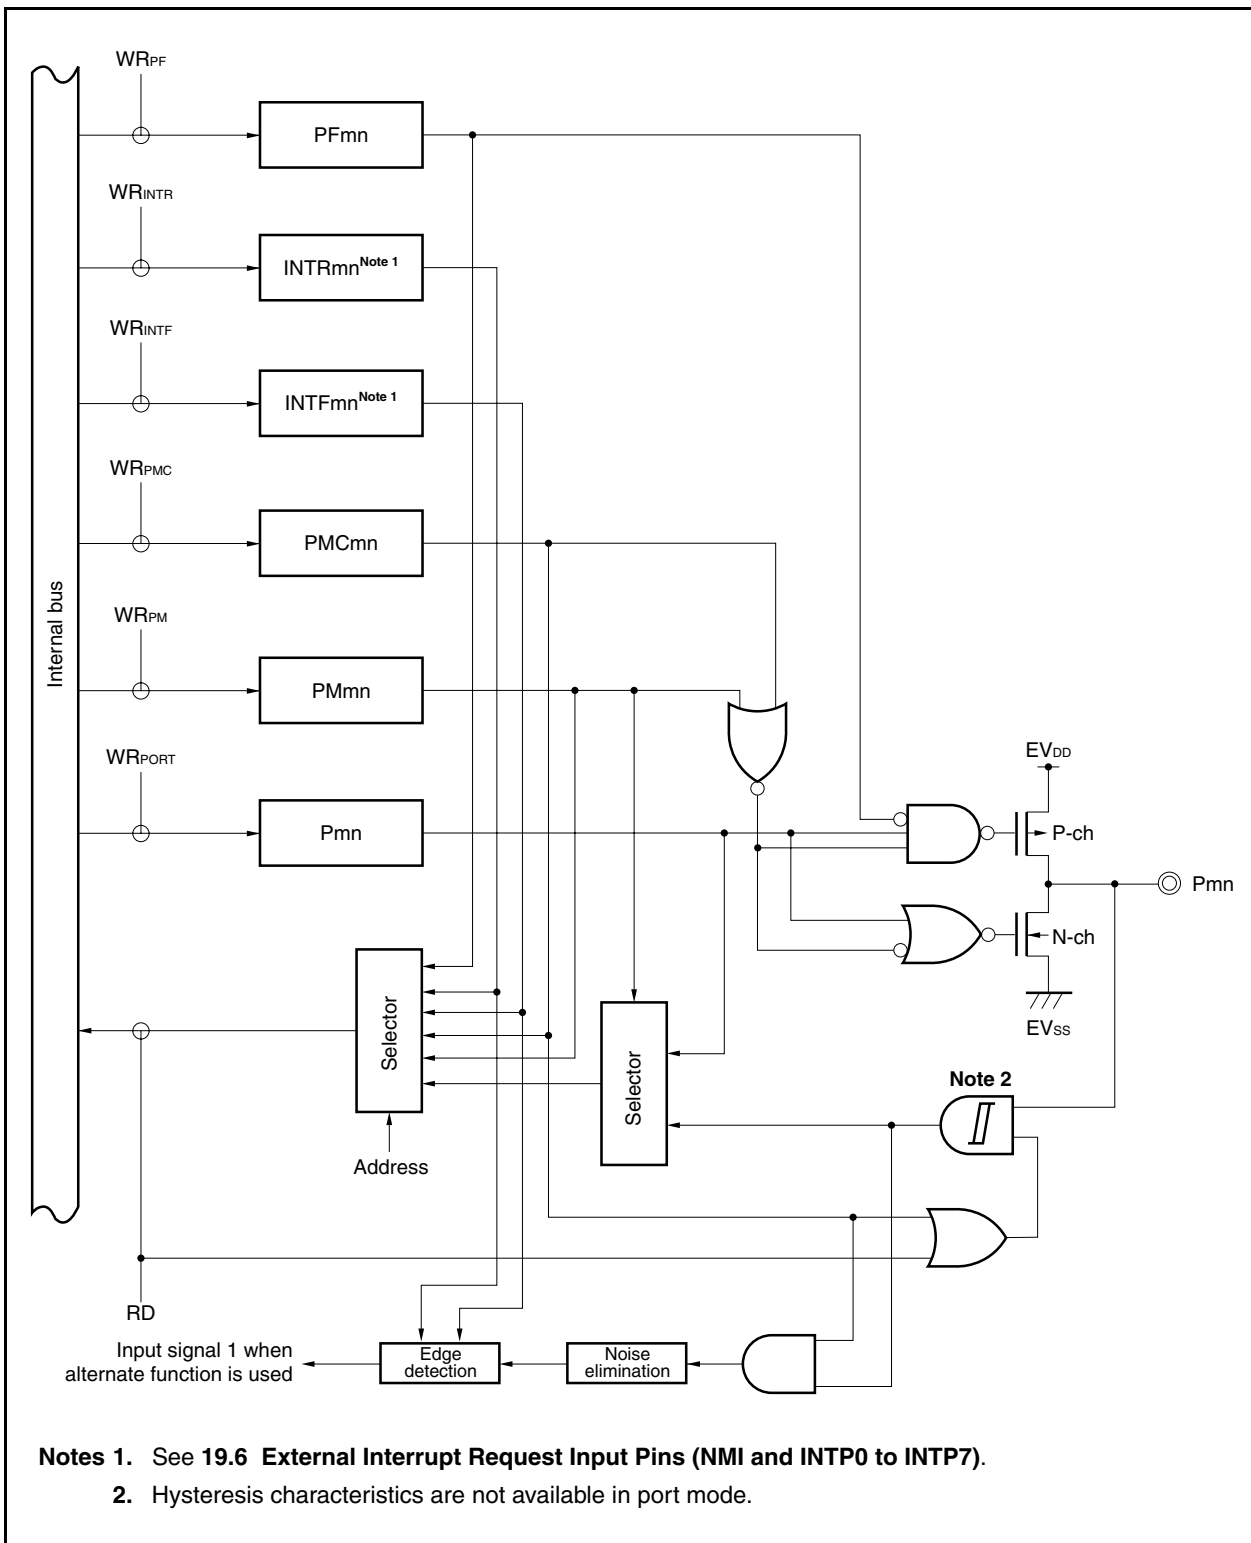 WRPF
PFmn
WRINTR
INTRmnNote 1
WRINTF
INTFmnNote 1
WRPMC
PMCmn
Internal bus
WRPM
PMmn
WRPORT
Pmn
EVDD
P-ch
Pmn
N-ch
EVSS
Selector
Selector
Note 2
Address
RD
Input signal 1 when
alternate function is used
Edge
detection
Noise
elimination
Notes 1. See 19.6 External Interrupt Request Input Pins (NMI and INTP0 to INTP7).
2. Hysteresis characteristics are not available in port mode.